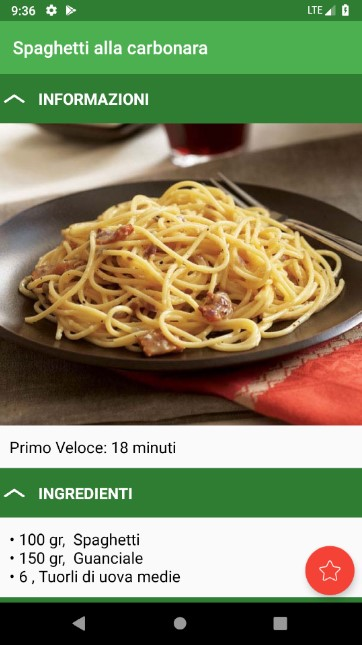 9:36 LTE
Spaghetti alla carbonara
INFORMAZIONI
Primo Veloce: 18 minuti
INGREDIENTI
• 100 gr,  Spaghetti
• 150 gr,  Guanciale
• 6 , Tuorli di uova medie